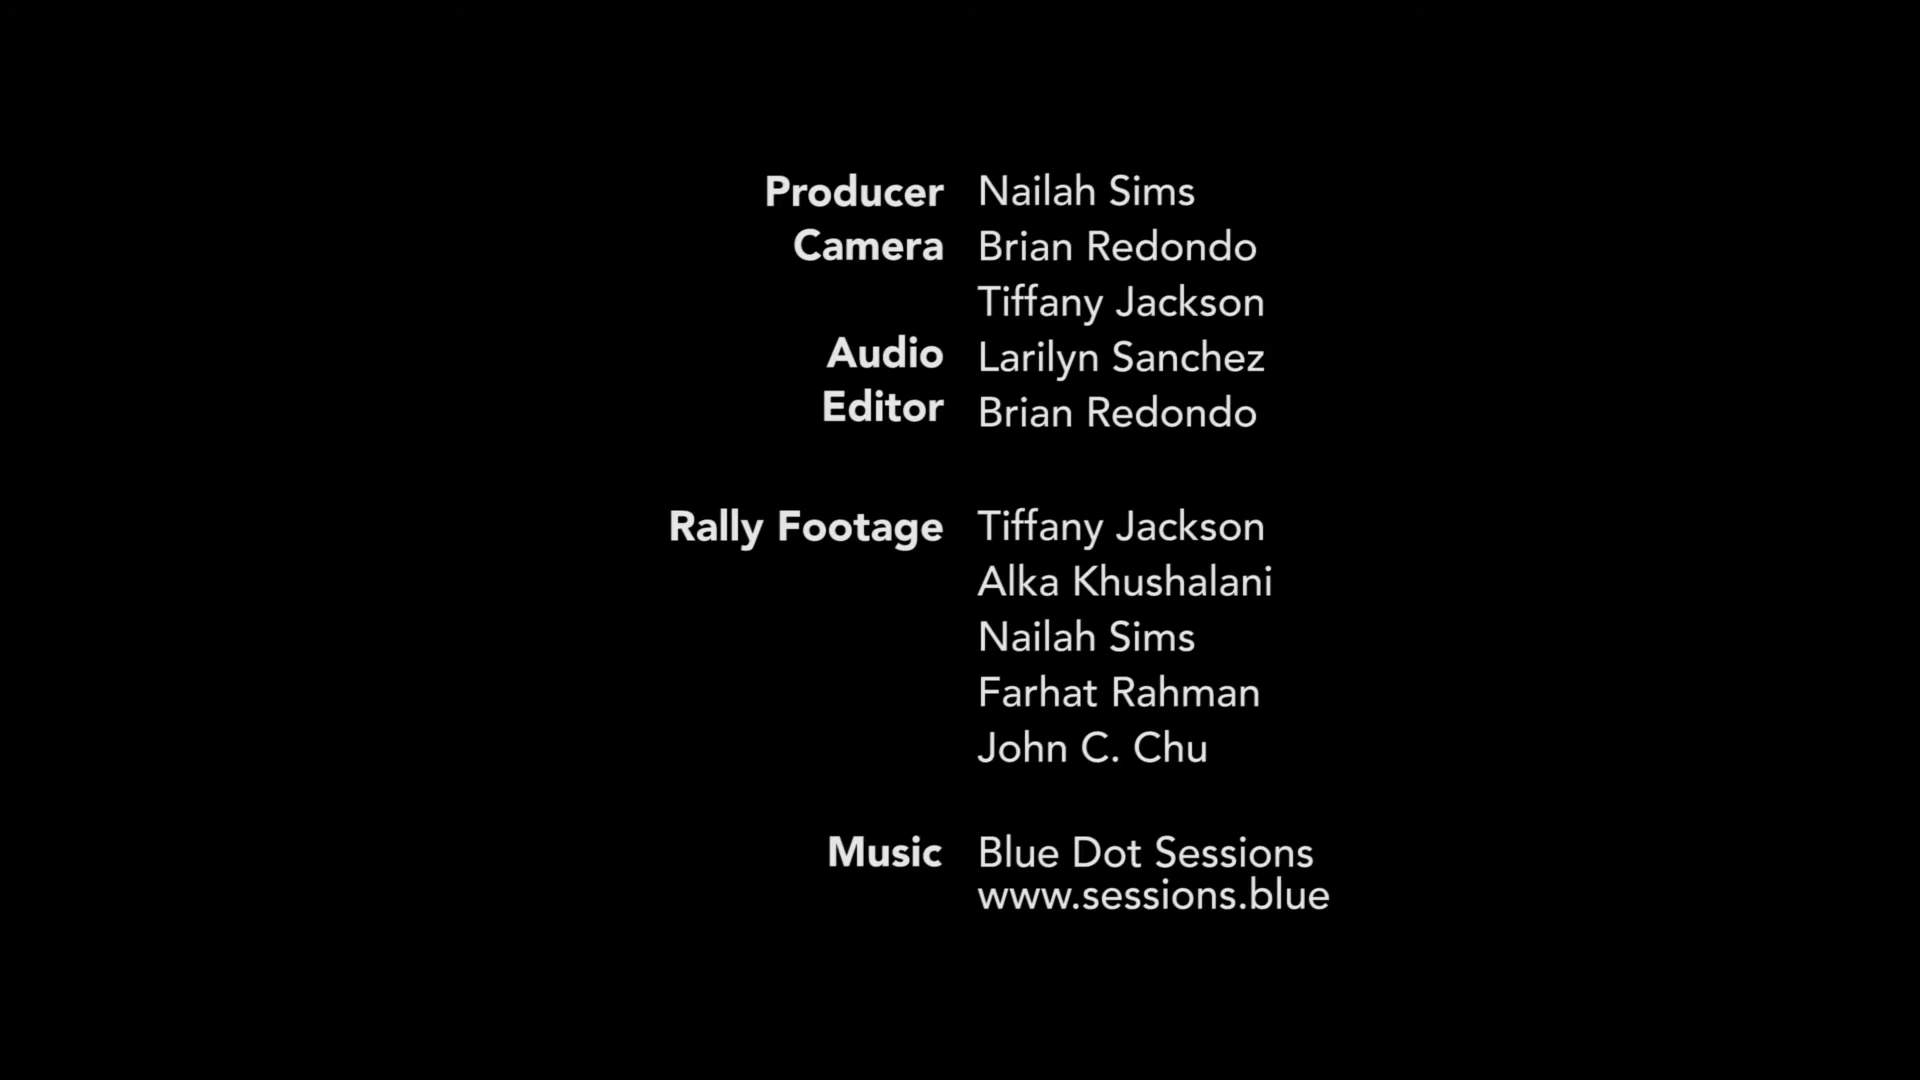 Producer Nailah Sims
Camera Brian Redondo
Tiffany Jackson
Audio Larilyn Sanchez
Editor Brian Redondo
Rally Footage Tiffany Jackson
Alka Khushalani
Nailah Sims
Farhat Rahman
John C. Chu
Music Blue Dot Sessions
www.sessions.blue